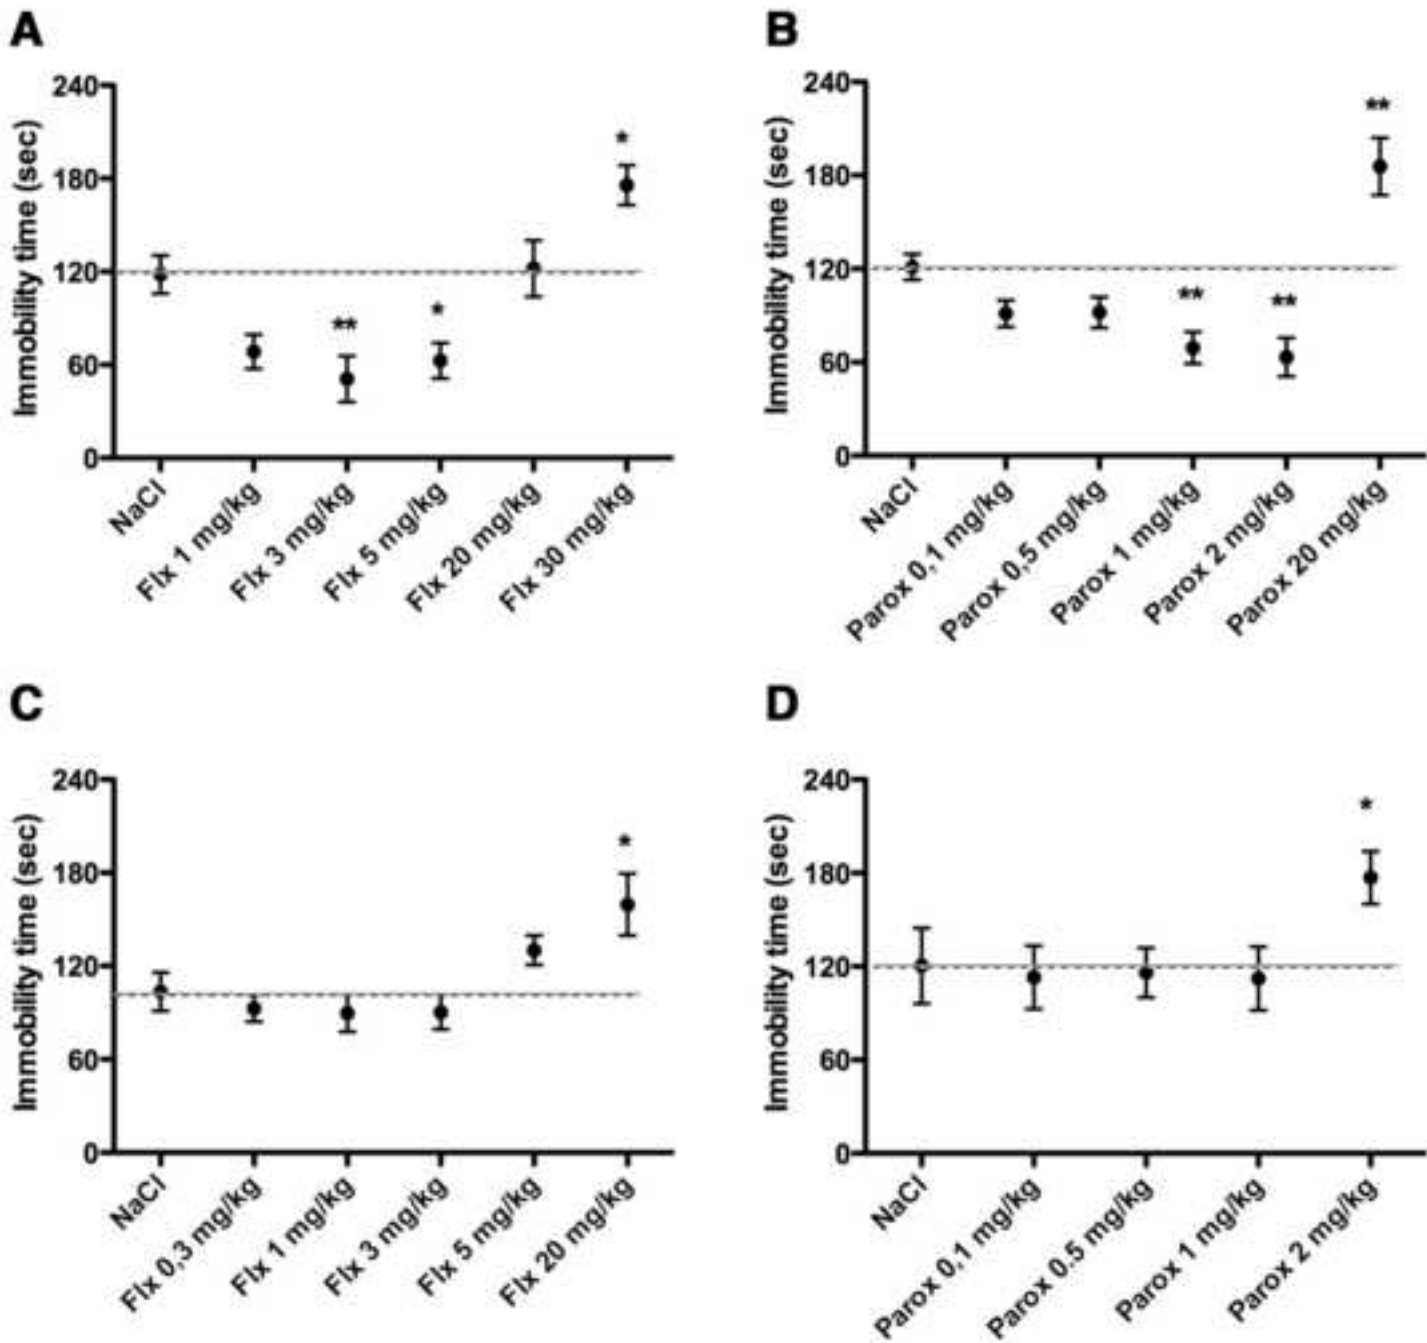 A
Immobility time (sec)
240
180
120
60
0
*
**
*
NaCl
Flx 1 mg/kg
Flx 3 mg/kg
Flx 5 mg/kg
Flx 20 mg/kg
Flx 30 mg/kg
B
Immobility time (sec)
240
180
120
60
0
**
**
**
NaCl
Parox 0,1 mg/kg
Parox 0,5 mg/kg
Parox 1 mg/kg
Parox 2 mg/kg
Parox 20 mg/kg
C
Immobility time (sec)
240
180
120
60
0
*
NaCl
Flx 0,3 mg/kg
Flx 1 mg/kg
Flx 3 mg/kg
Flx 5 mg/kg
Flx 20 mg/kg
D
Immobility time (sec)
240
180
120
60
0
*
NaCl
Parox 0,1 mg/kg
Parox 0.5 mg/kg
Parox 1 mg/kg
Parox 2 mg/kg